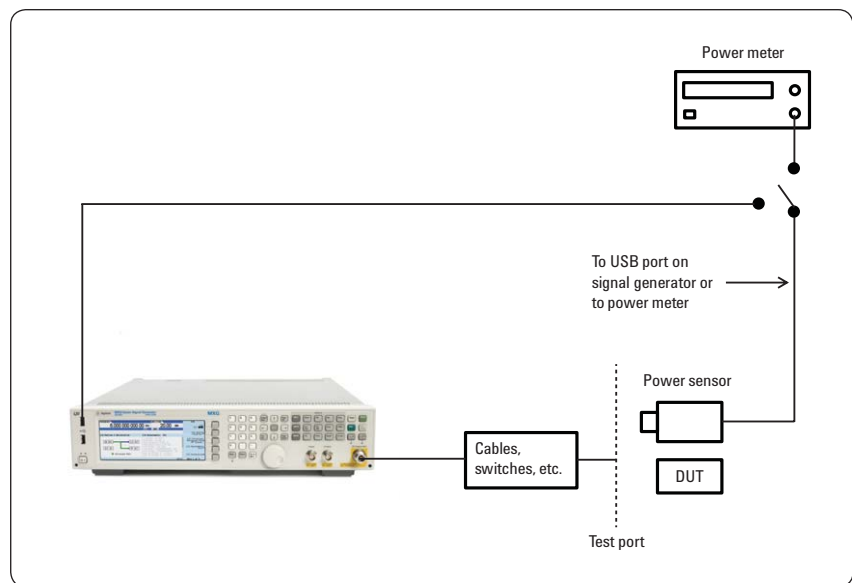 Power meter
To USB port on
signal generator or
to power meter
Power sensor
MXG
Cables,
switches, etc.
DUT
Test port